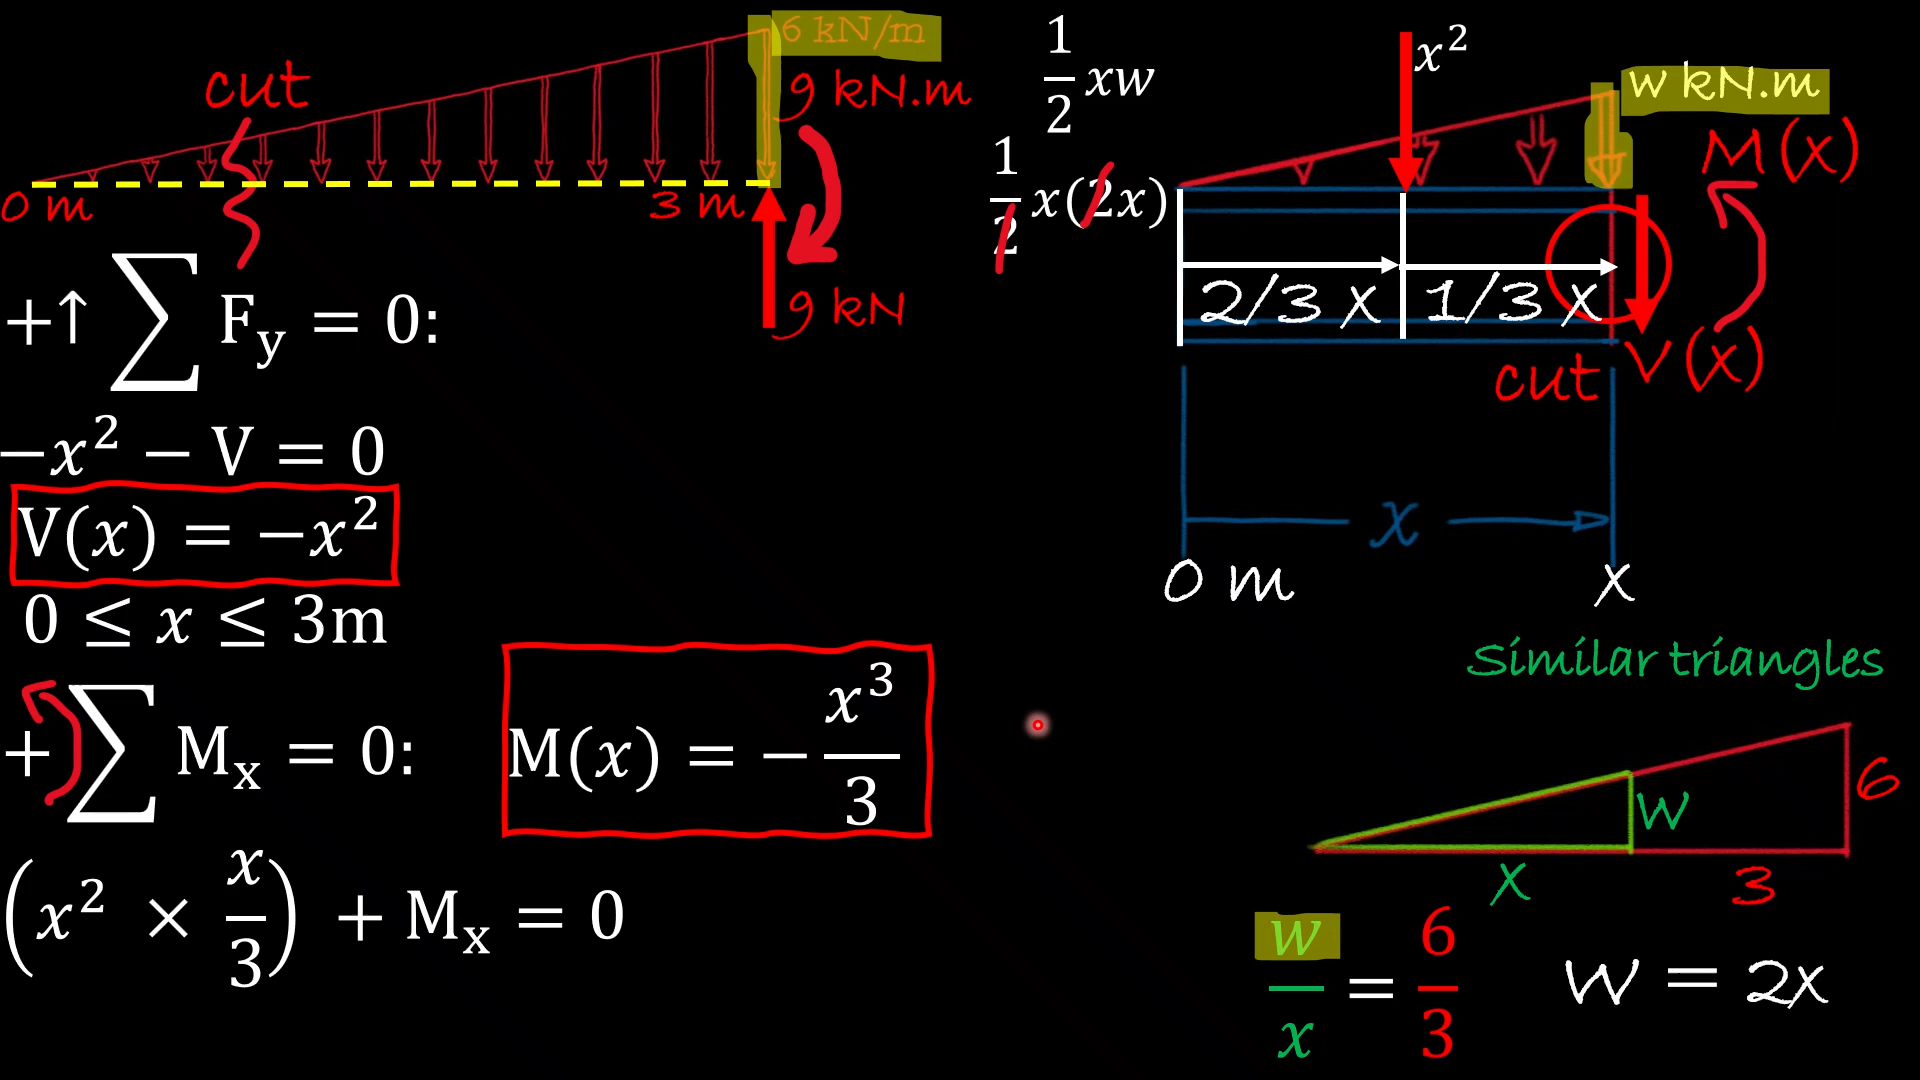 6 kN/m
cut
9 kN.m
0 m
3 m
9 kN
+↑ ∑ F_y = 0:
−x² − V = 0
V(x) = −x²
0 ≤ x ≤ 3m
+ ∑ M_x = 0:
M(x) = − x³/3
(x² × x/3) + M_x = 0
1/2 xw
1/2 x(2x)
x²
w kN.m
M(x)
2/3 x
1/3 x
cut
V(x)
x
0 m
x
Similar triangles
w
6
x
3
w/x = 6/3
w = 2x